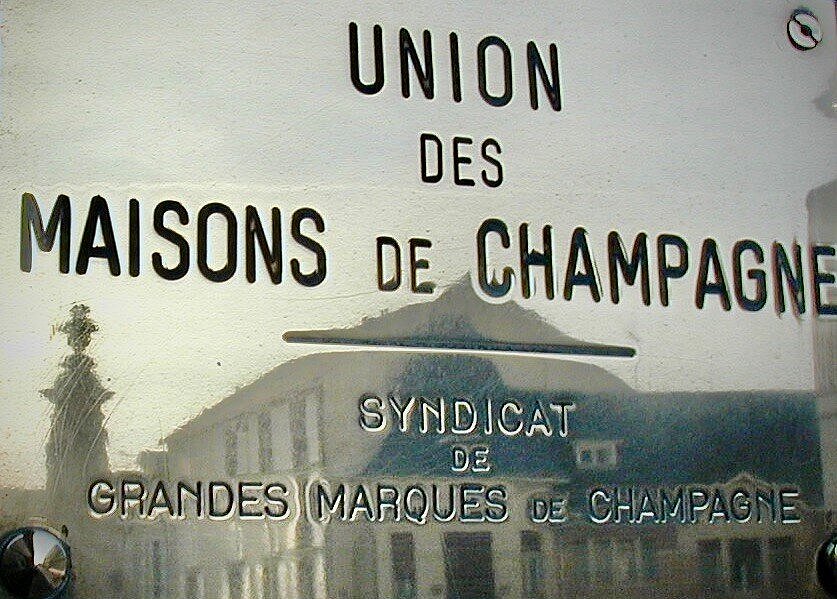 UNION
DES
MAISONS DE CHAMPAGNE
SYNDICAT
DE
GRANDES MARQUES DE CHAMPAGNE